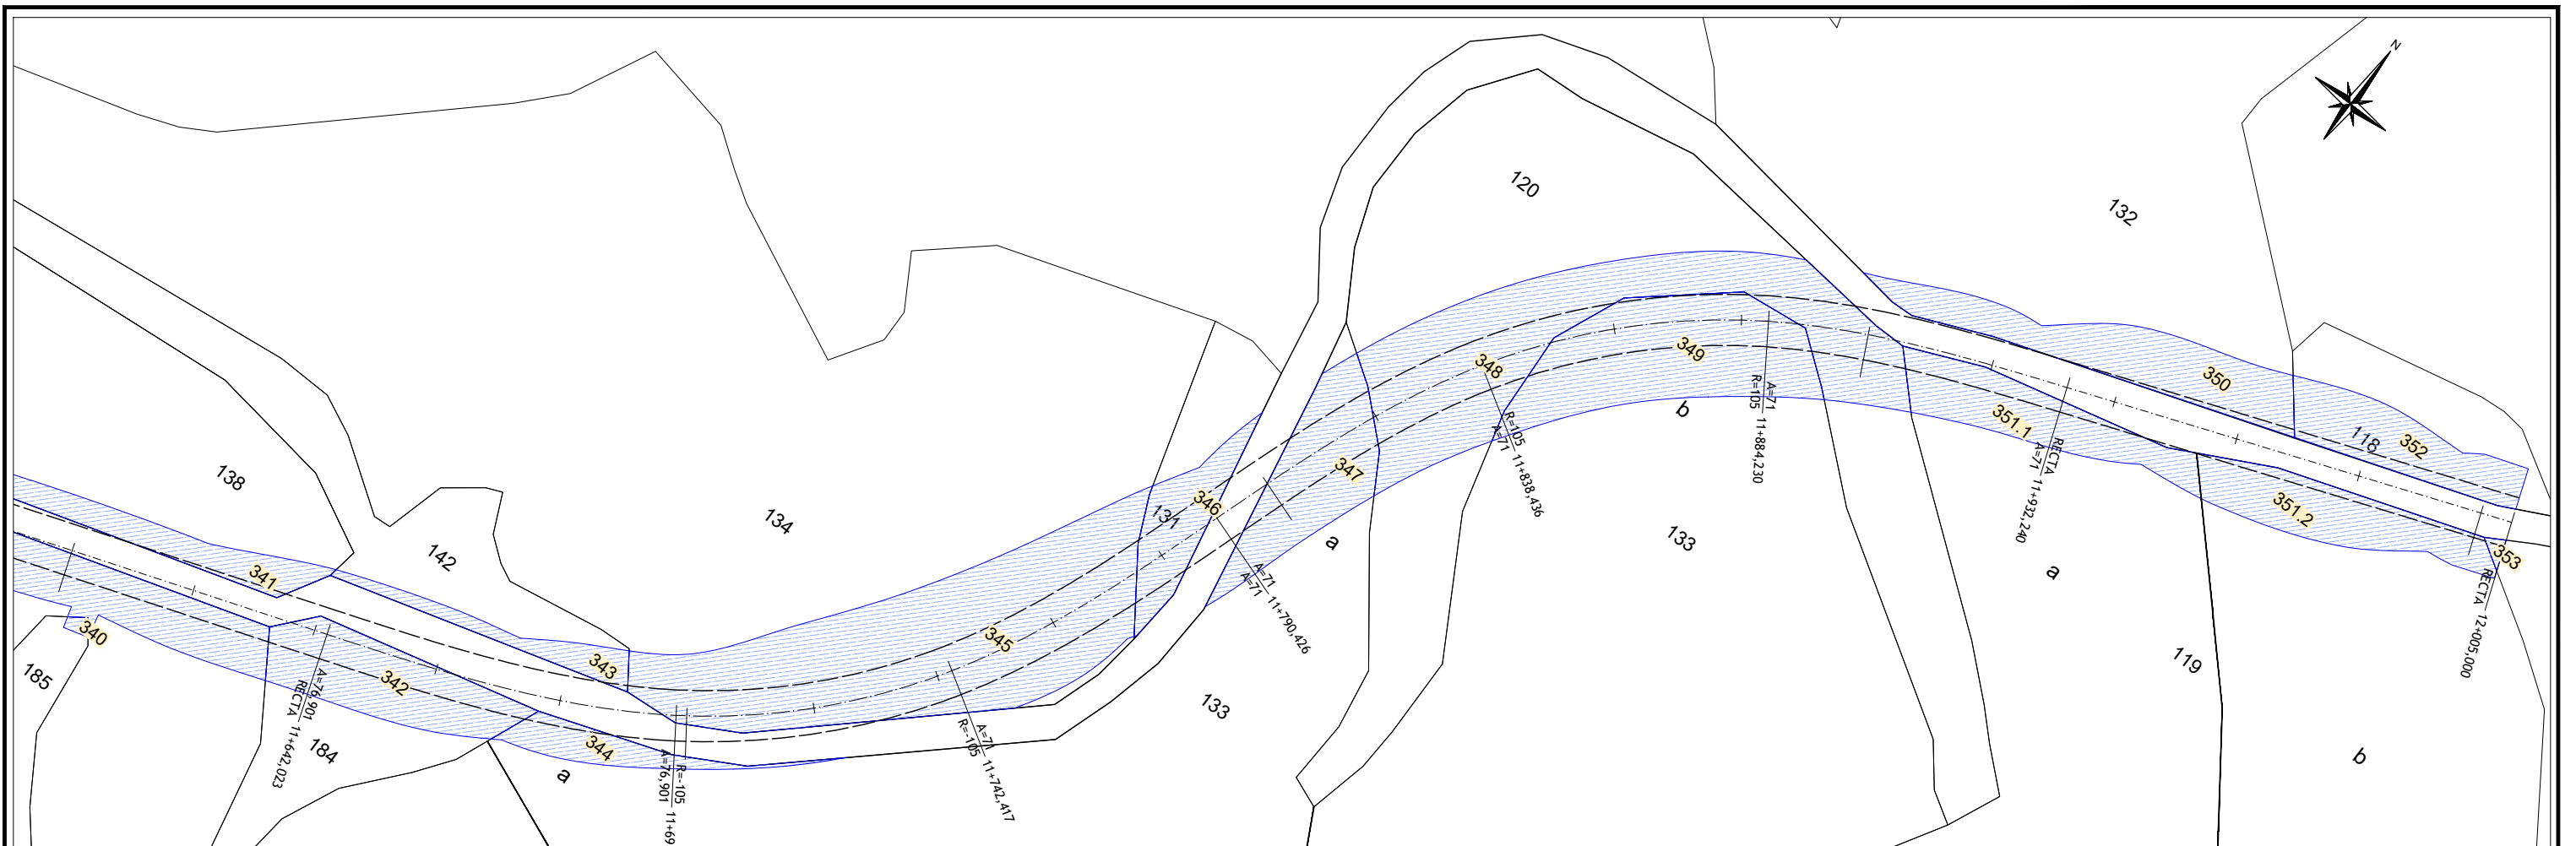 N
120
132
138
142
134
131
341
340
185
342
184
343
344
a
345
346
347
a
133
348
349
b
133
350
351.1
118
352
351.2
353
a
119
b
A=76,901
RECTA 11+642,023
R=-105
A=76,901 11+69
A=71
R=-105 11+742,417
A=71
A=71 11+790,426
R=105
A=71 11+838,436
A=71
R=105 11+884,230
RECTA
A=71 11+932,240
RECTA 12+005,000